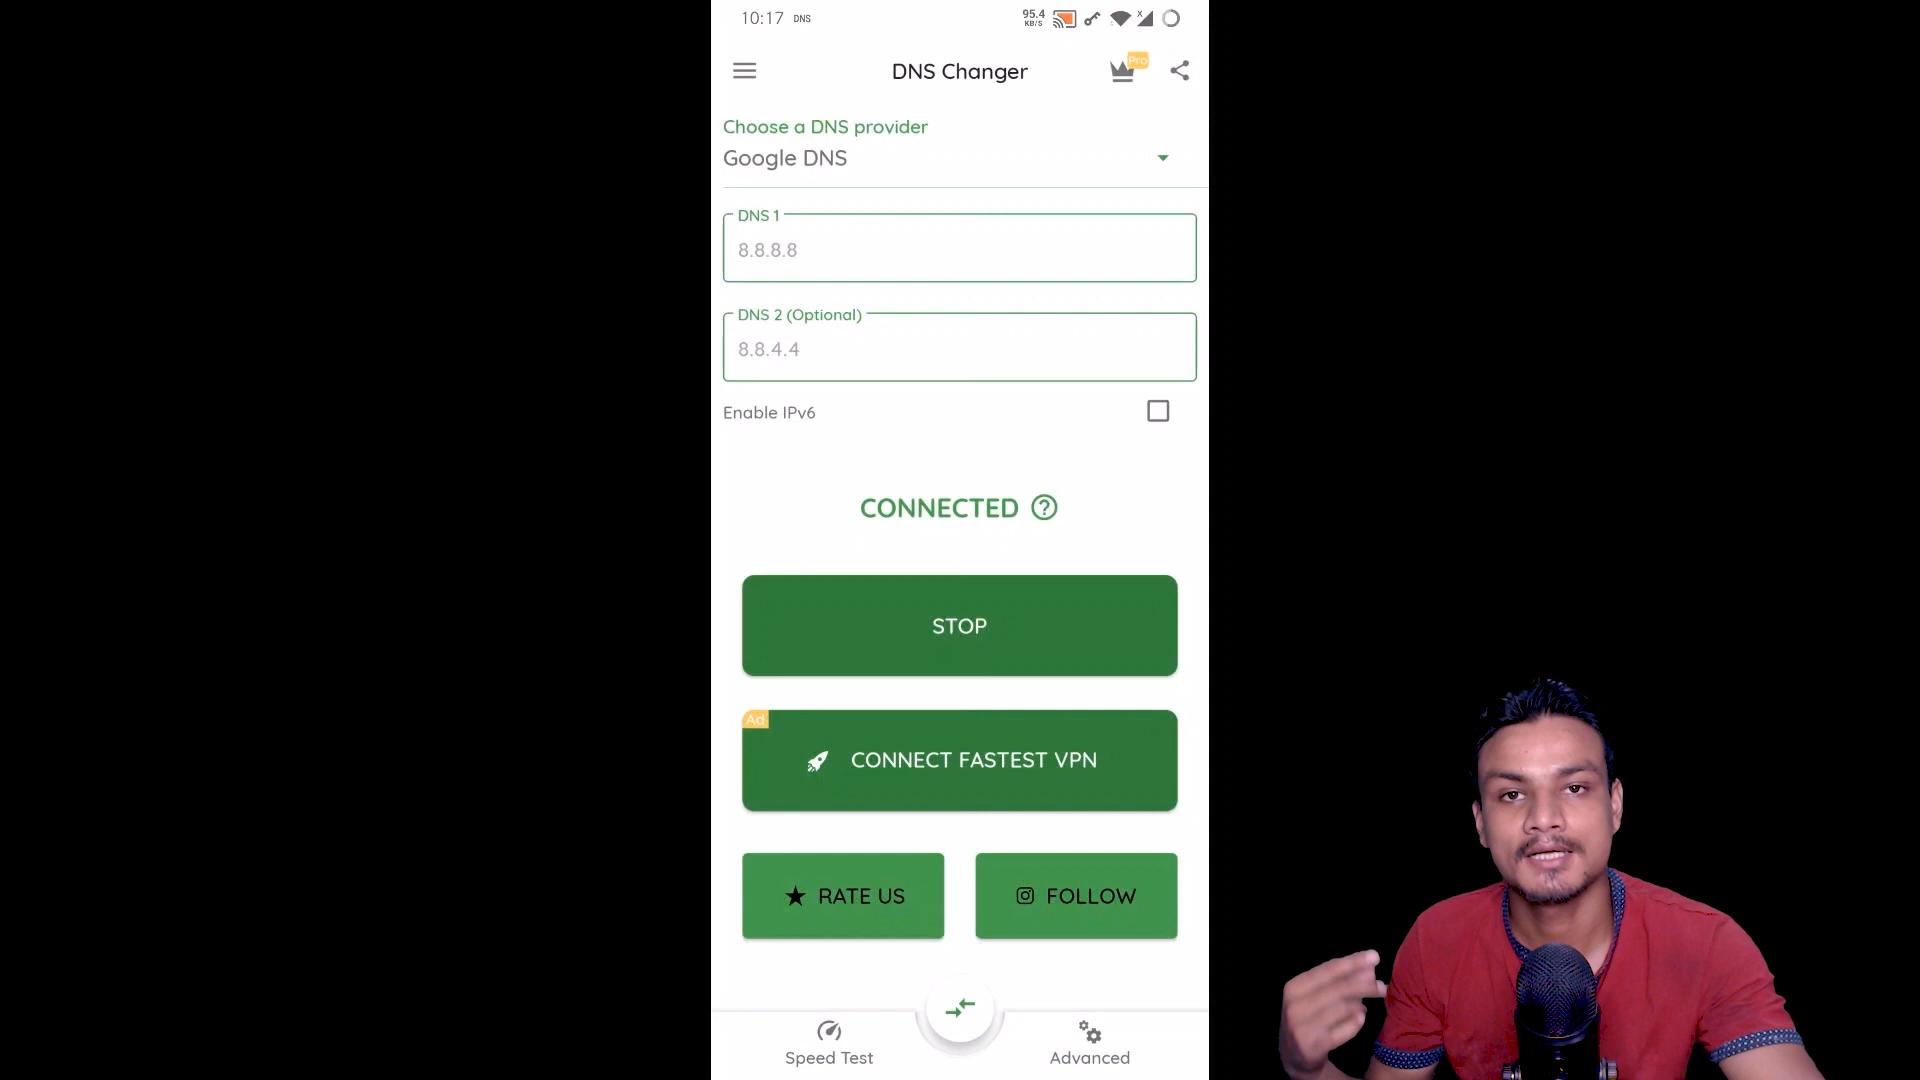 10:17 DNS
95.4
KB/S
DNS Changer
Pro
Choose a DNS provider
Google DNS
DNS 1
8.8.8.8
DNS 2 (Optional)
8.8.4.4
Enable IPv6
CONNECTED
STOP
Ad
CONNECT FASTEST VPN
RATE US
FOLLOW
Speed Test
Advanced